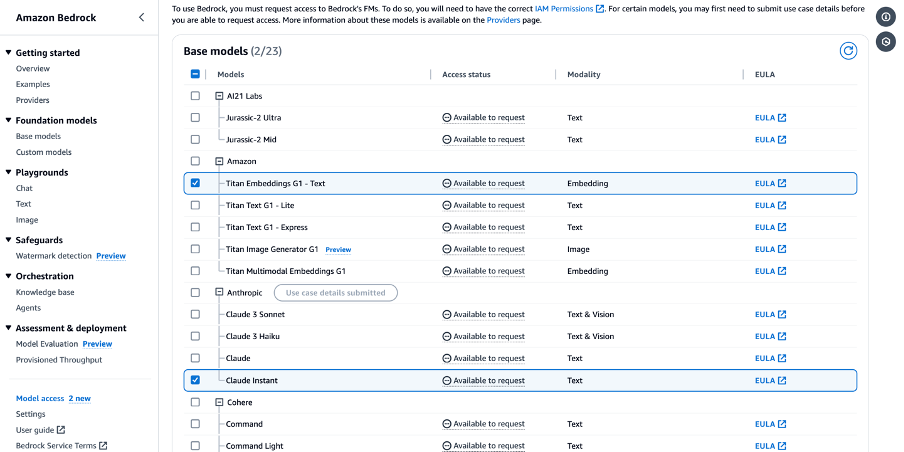 Amazon Bedrock
Getting started
Overview
Examples
Providers
Foundation models
Base models
Custom models
Playgrounds
Chat
Text
Image
Safeguards
Watermark detection Preview
Orchestration
Knowledge base
Agents
Assessment & deployment
Model Evaluation Preview
Provisioned Throughput
Model access 2 new
Settings
User guide
Bedrock Service Terms
To use Bedrock, you must request access to Bedrock's FMs. To do so, you will need to have the correct IAM Permissions. For certain models, you may first need to submit use case details before
you are able to request access. More information about these models is available on the Providers page.
Base models (2/23)
Models Access status Modality EULA
AI21 Labs
Jurassic-2 Ultra Available to request Text EULA
Jurassic-2 Mid Available to request Text EULA
Amazon
Titan Embeddings G1 - Text Available to request Embedding EULA
Titan Text G1 - Lite Available to request Text EULA
Titan Text G1 - Express Available to request Text EULA
Titan Image Generator G1 Preview Available to request Image EULA
Titan Multimodal Embeddings G1 Available to request Embedding EULA
Anthropic Use case details submitted
Claude 3 Sonnet Available to request Text & Vision EULA
Claude 3 Haiku Available to request Text & Vision EULA
Claude Available to request Text EULA
Claude Instant Available to request Text EULA
Cohere
Command Available to request Text EULA
Command Light Available to request Text EULA